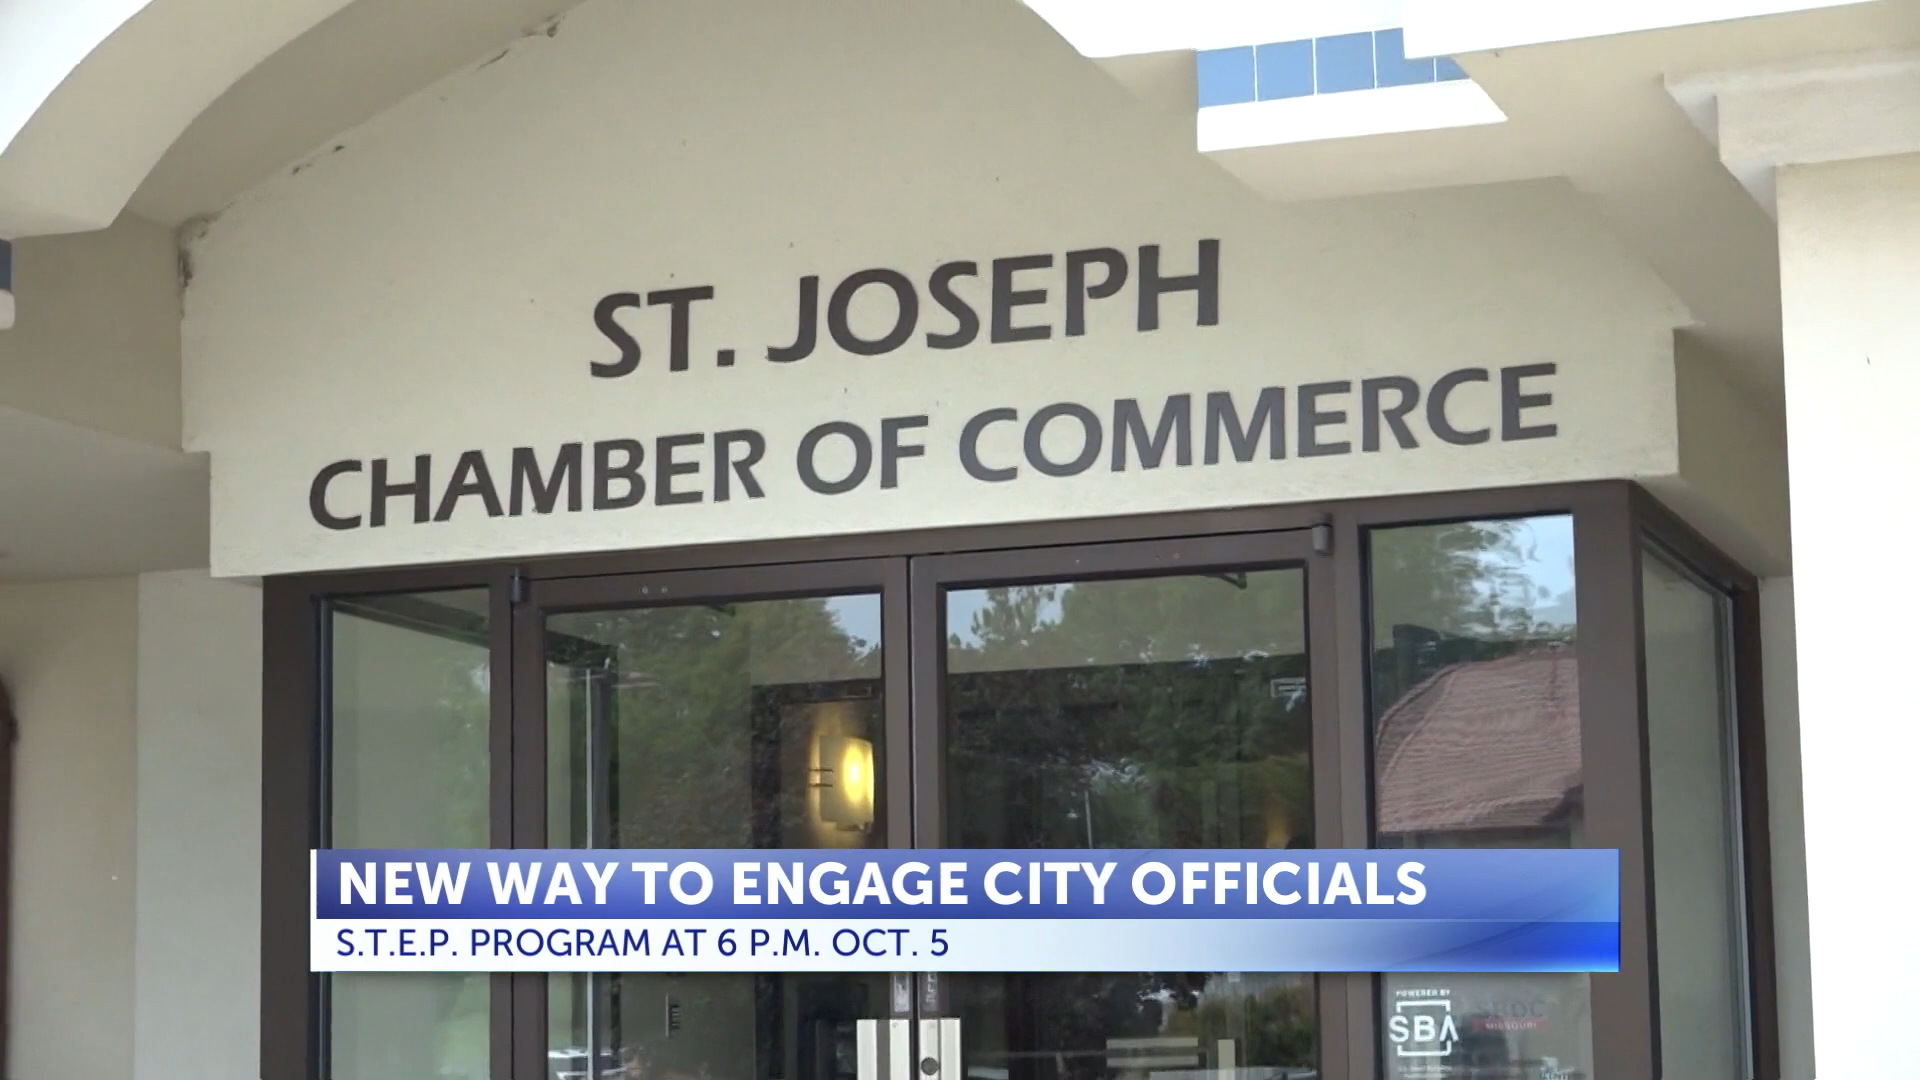 ST. JOSEPH
CHAMBER OF COMMERCE
NEW WAY TO ENGAGE CITY OFFICIALS
S.T.E.P. PROGRAM AT 6 P.M. OCT. 5
POWERED BY
SBA
SBDC
MISSOURI